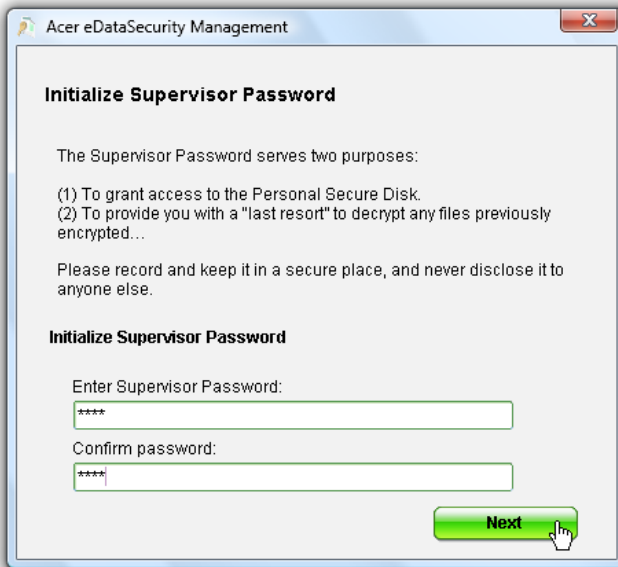 Acer eDataSecurity Management
Initialize Supervisor Password
The Supervisor Password serves two purposes:
(1) To grant access to the Personal Secure Disk.
(2) To provide you with a "last resort" to decrypt any files previously
encrypted...
Please record and keep it in a secure place, and never disclose it to
anyone else.
Initialize Supervisor Password
Enter Supervisor Password:
****
Confirm password:
****
Next